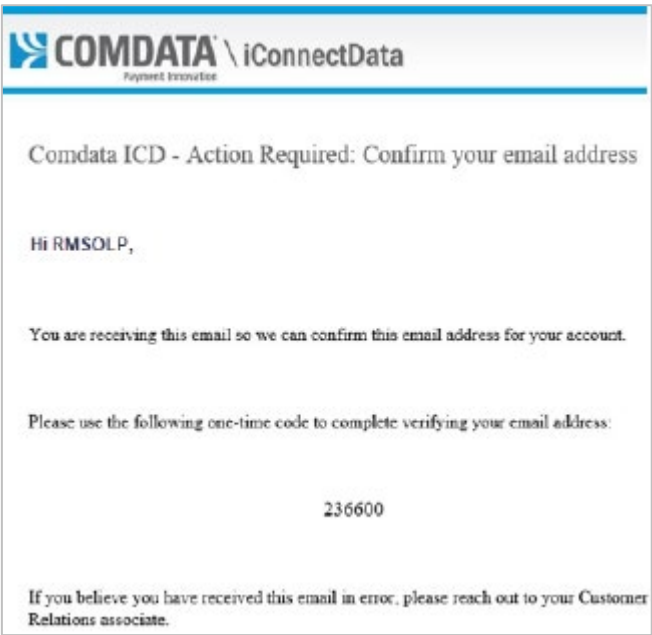 COMDATA \ iConnectData
Payment Innovation
Comdata ICD - Action Required: Confirm your email address
Hi RMSOLP,
You are receiving this email so we can confirm this email address for your account.
Please use the following one-time code to complete verifying your email address:
236600
If you believe you have received this email in error, please reach out to your Customer
Relations associate.